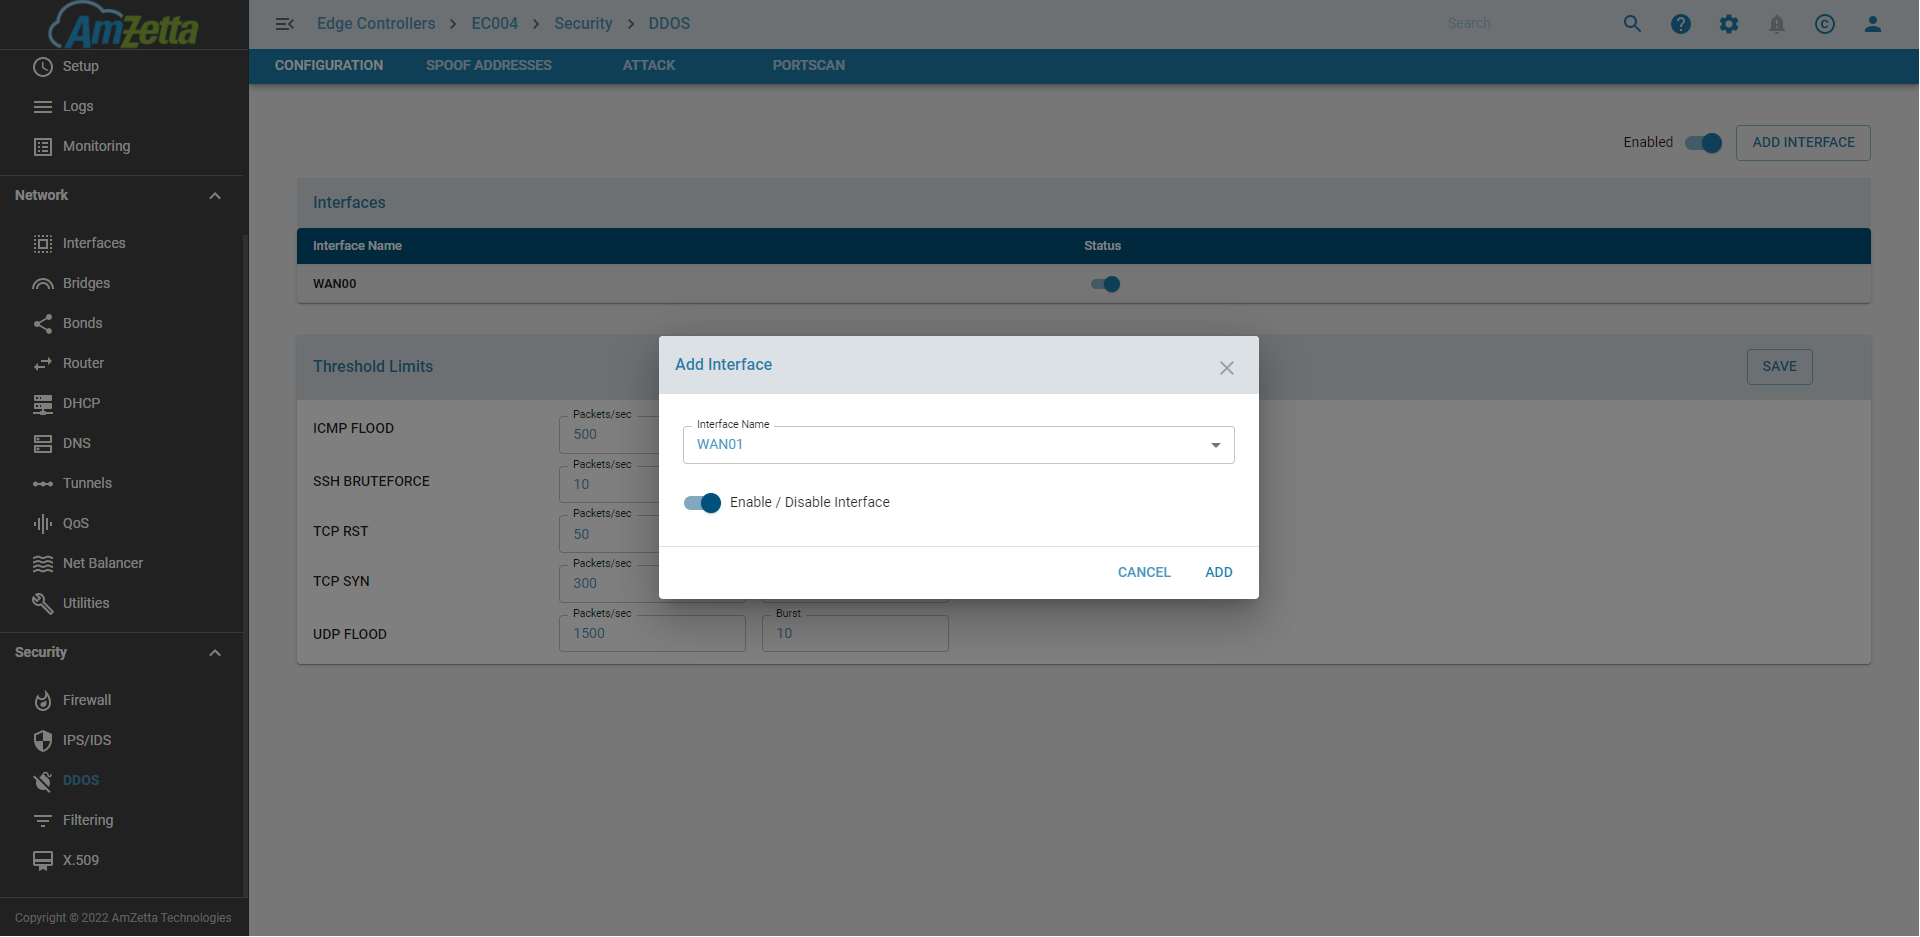 AmZetta
Edge Controllers > EC004 > Security > DDOS
Search
CONFIGURATION SPOOF ADDRESSES ATTACK PORTSCAN
Setup
Logs
Monitoring
Network
Interfaces
Bridges
Bonds
Router
DHCP
DNS
Tunnels
QoS
Net Balancer
Utilities
Security
Firewall
IPS/IDS
DDOS
Filtering
X.509
Copyright © 2022 AmZetta Technologies
Enabled ADD INTERFACE
Interfaces
Interface Name Status
WAN00
Threshold Limits SAVE
ICMP FLOOD
Packets/sec
500
SSH BRUTEFORCE
Packets/sec
10
TCP RST
Packets/sec
50
TCP SYN
Packets/sec
300
UDP FLOOD
Packets/sec
1500
Burst
10
Add Interface
Interface Name
WAN01
Enable / Disable Interface
CANCEL ADD